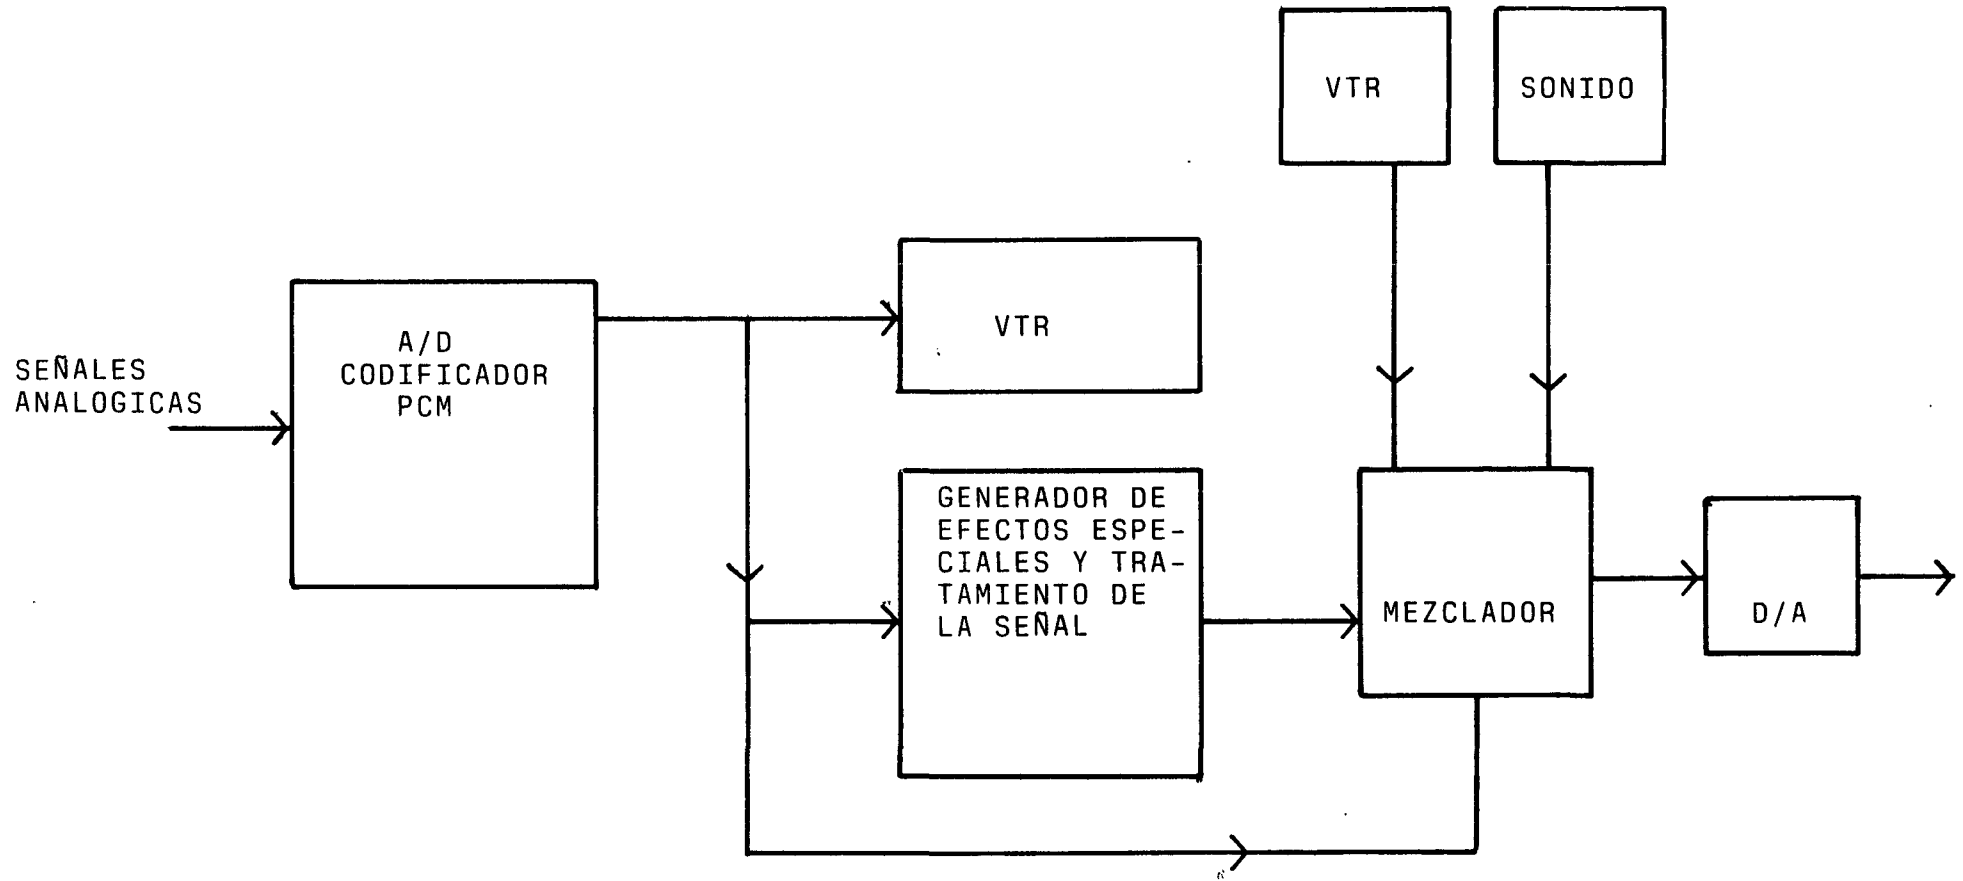 VTR
SONIDO
A/D
CODIFICADOR
PCM
SEÑALES
ANALOGICAS
VTR
GENERADOR DE
EFECTOS ESPE-
CIALES Y TRA-
TAMIENTO DE
LA SEÑAL
MEZCLADOR
D/A